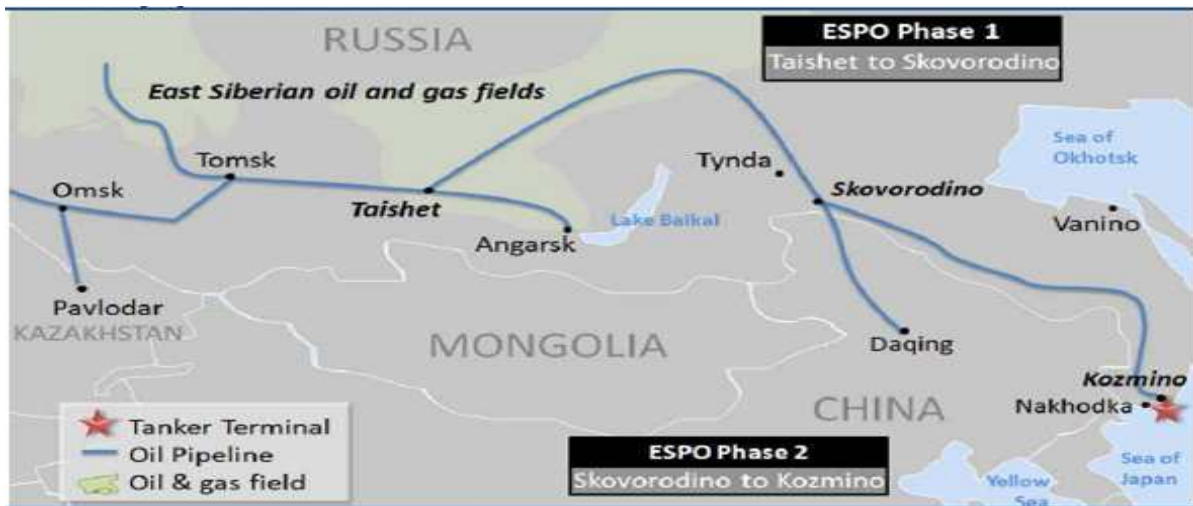 RUSSIA
ESPO Phase 1
Taishet to Skovorodino
East Siberian oil and gas fields
Sea of
Okhotsk
Tomsk
Tynda
Omsk
Skovorodino
Taishet
Lake Baikal
Vanino
Angarsk
Pavlodar
KAZAKHSTAN
MONGOLIA
Daqing
Kozmino
CHINA
Nakhodka
Tanker Terminal
Oil Pipeline
Oil & gas field
ESPO Phase 2
Skovorodino to Kozmino
Yellow
Sea
Sea of
Japan